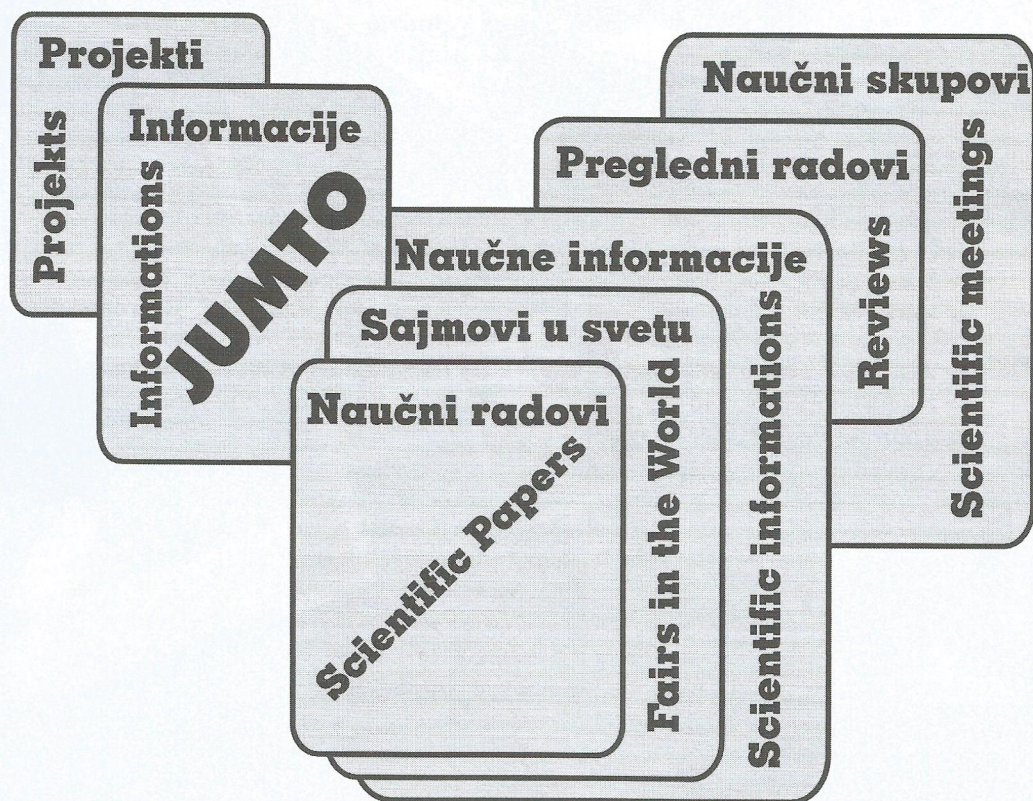 Projekti
Projekts
Informacije
Informations
JUMTO
Naučni skupovi
Scientific meetings
Pregledni radovi
Reviews
Naučne informacije
Scientific informations
Sajmovi u svetu
Fairs in the World
Naučni radovi
Scientific Papers